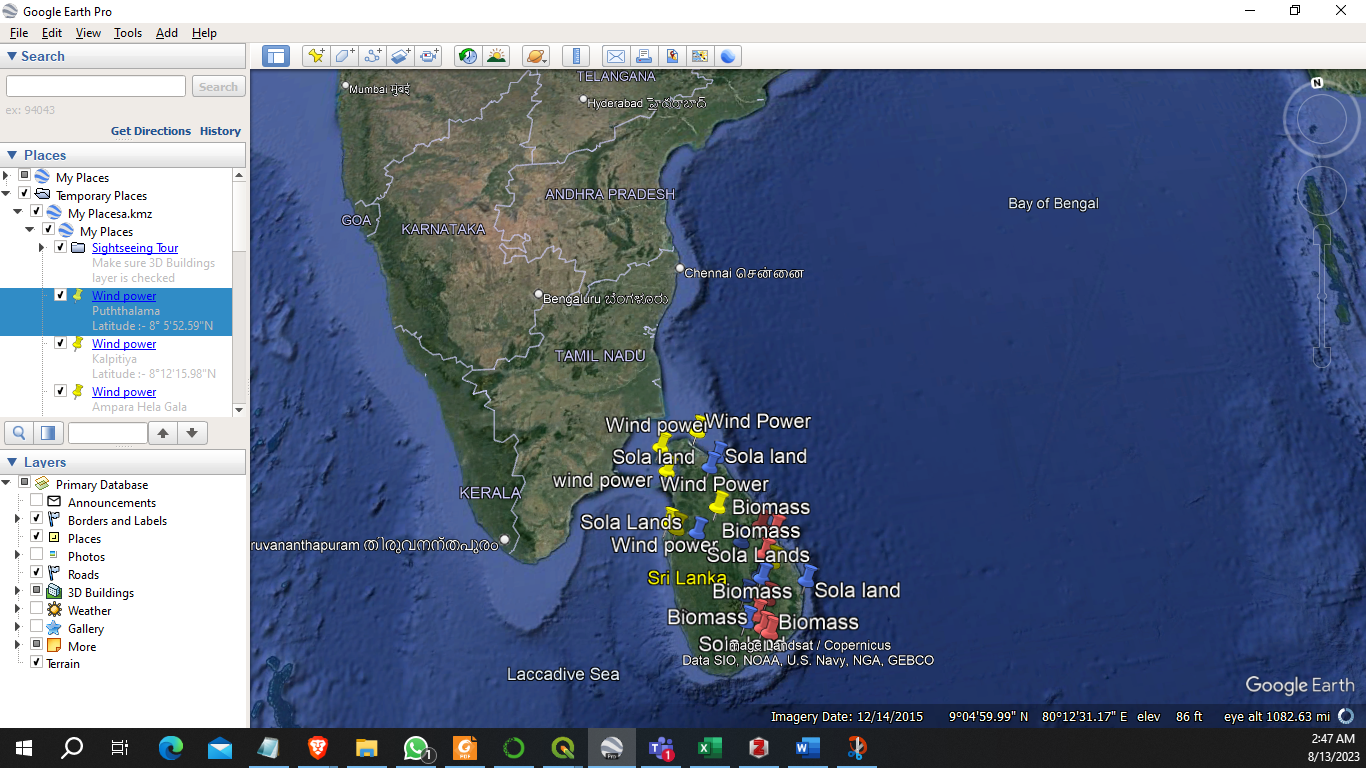 Google Earth Pro
File Edit View Tools Add Help
Search
Search
ex: 94043
Get Directions History
Places
My Places
Temporary Places
My Placesa.kmz
My Places
Sightseeing Tour
Make sure 3D Buildings
layer is checked
Wind power
Puththalama
Latitude :- 8° 5'52.59"N
Wind power
Kalpitiya
Latitude :- 8°12'15.98"N
Wind power
Ampara Hela Gala
Layers
Primary Database
Announcements
Borders and Labels
Places
Photos
Roads
3D Buildings
Weather
Gallery
More
Terrain
TELANGANA
Mumbai मुंबई
Hyderabad హైదరాబాద్
N
ANDHRA PRADESH
Bay of Bengal
GOA
KARNATAKA
Chennai சென்னை
Bengaluru ಬೆಂಗಳೂರು
TAMIL NADU
Wind power
Wind Power
Sola land
Sola land
wind power
Wind Power
KERALA
Biomass
Sola Lands
Biomass
Wind power
Sola Lands
ruvananthapuram തിരുവനന്തപുരം
Sri Lanka
Biomass
Sola land
Biomass
Biomass
Sola land
Image Landsat / Copernicus
Data SIO, NOAA, U.S. Navy, NGA, GEBCO
Laccadive Sea
Google Earth
Imagery Date: 12/14/2015 9°04'59.99" N 80°12'31.17" E elev 86 ft eye alt 1082.63 mi
1
PDF
Pro
1
2:47 AM
8/13/2023